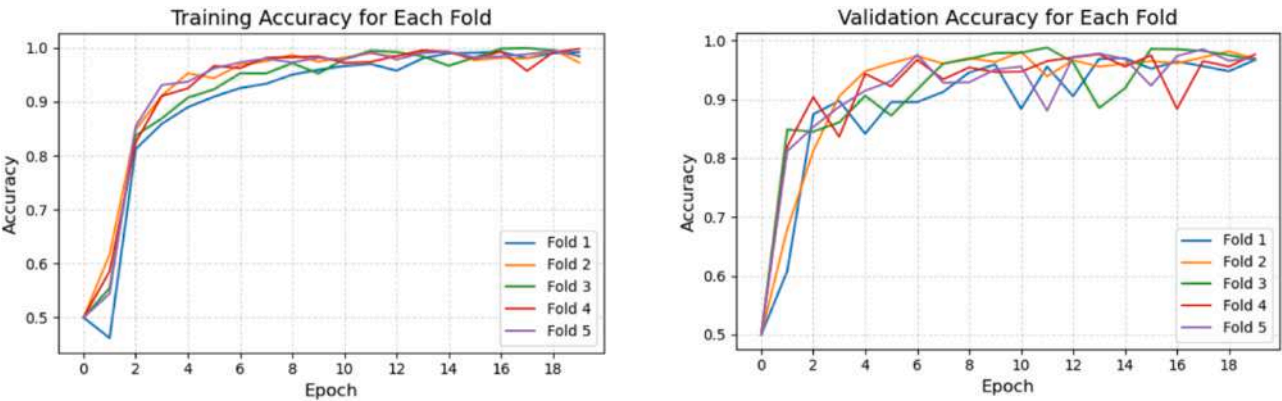 Training Accuracy for Each Fold
1.0
0.9
0.8
0.7
0.6
0.5
Accuracy
0 2 4 6 8 10 12 14 16 18
Epoch
Fold 1
Fold 2
Fold 3
Fold 4
Fold 5
Validation Accuracy for Each Fold
1.0
0.9
0.8
0.7
0.6
0.5
Accuracy
0 2 4 6 8 10 12 14 16 18
Epoch
Fold 1
Fold 2
Fold 3
Fold 4
Fold 5